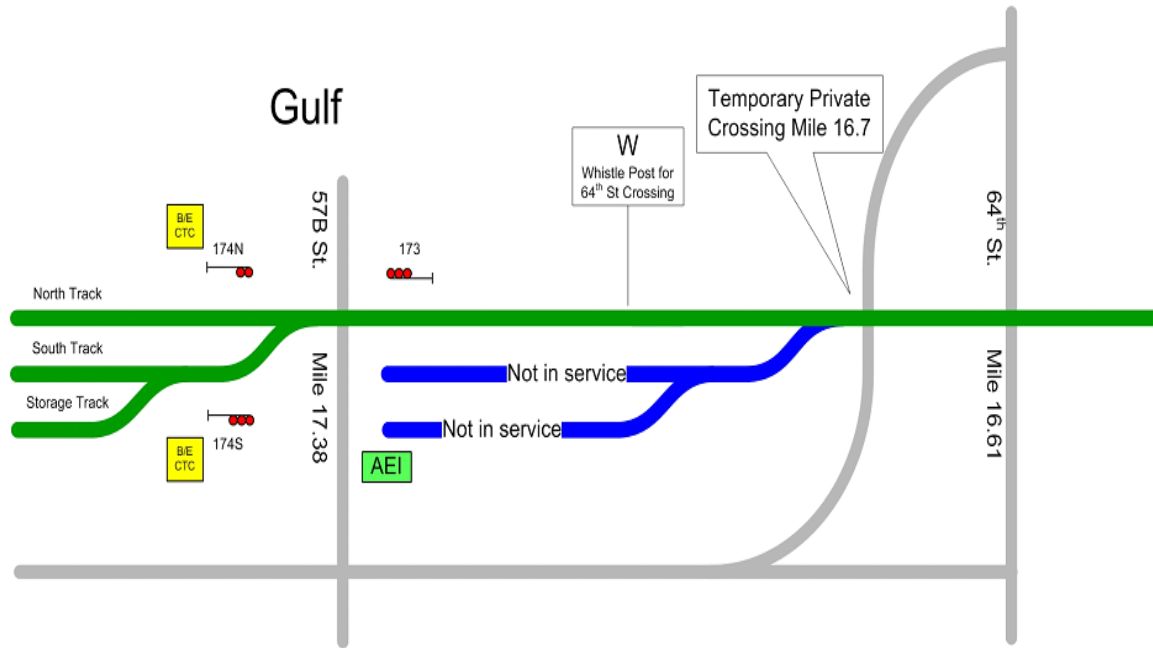 Gulf
Temporary Private
Crossing Mile 16.7
W
Whistle Post for
64th St Crossing
B/E
CTC
174N
57B St.
173
64th St.
North Track
South Track
Storage Track
Not in service
Not in service
Mile 17.38
Mile 16.61
B/E
CTC
174S
AEI